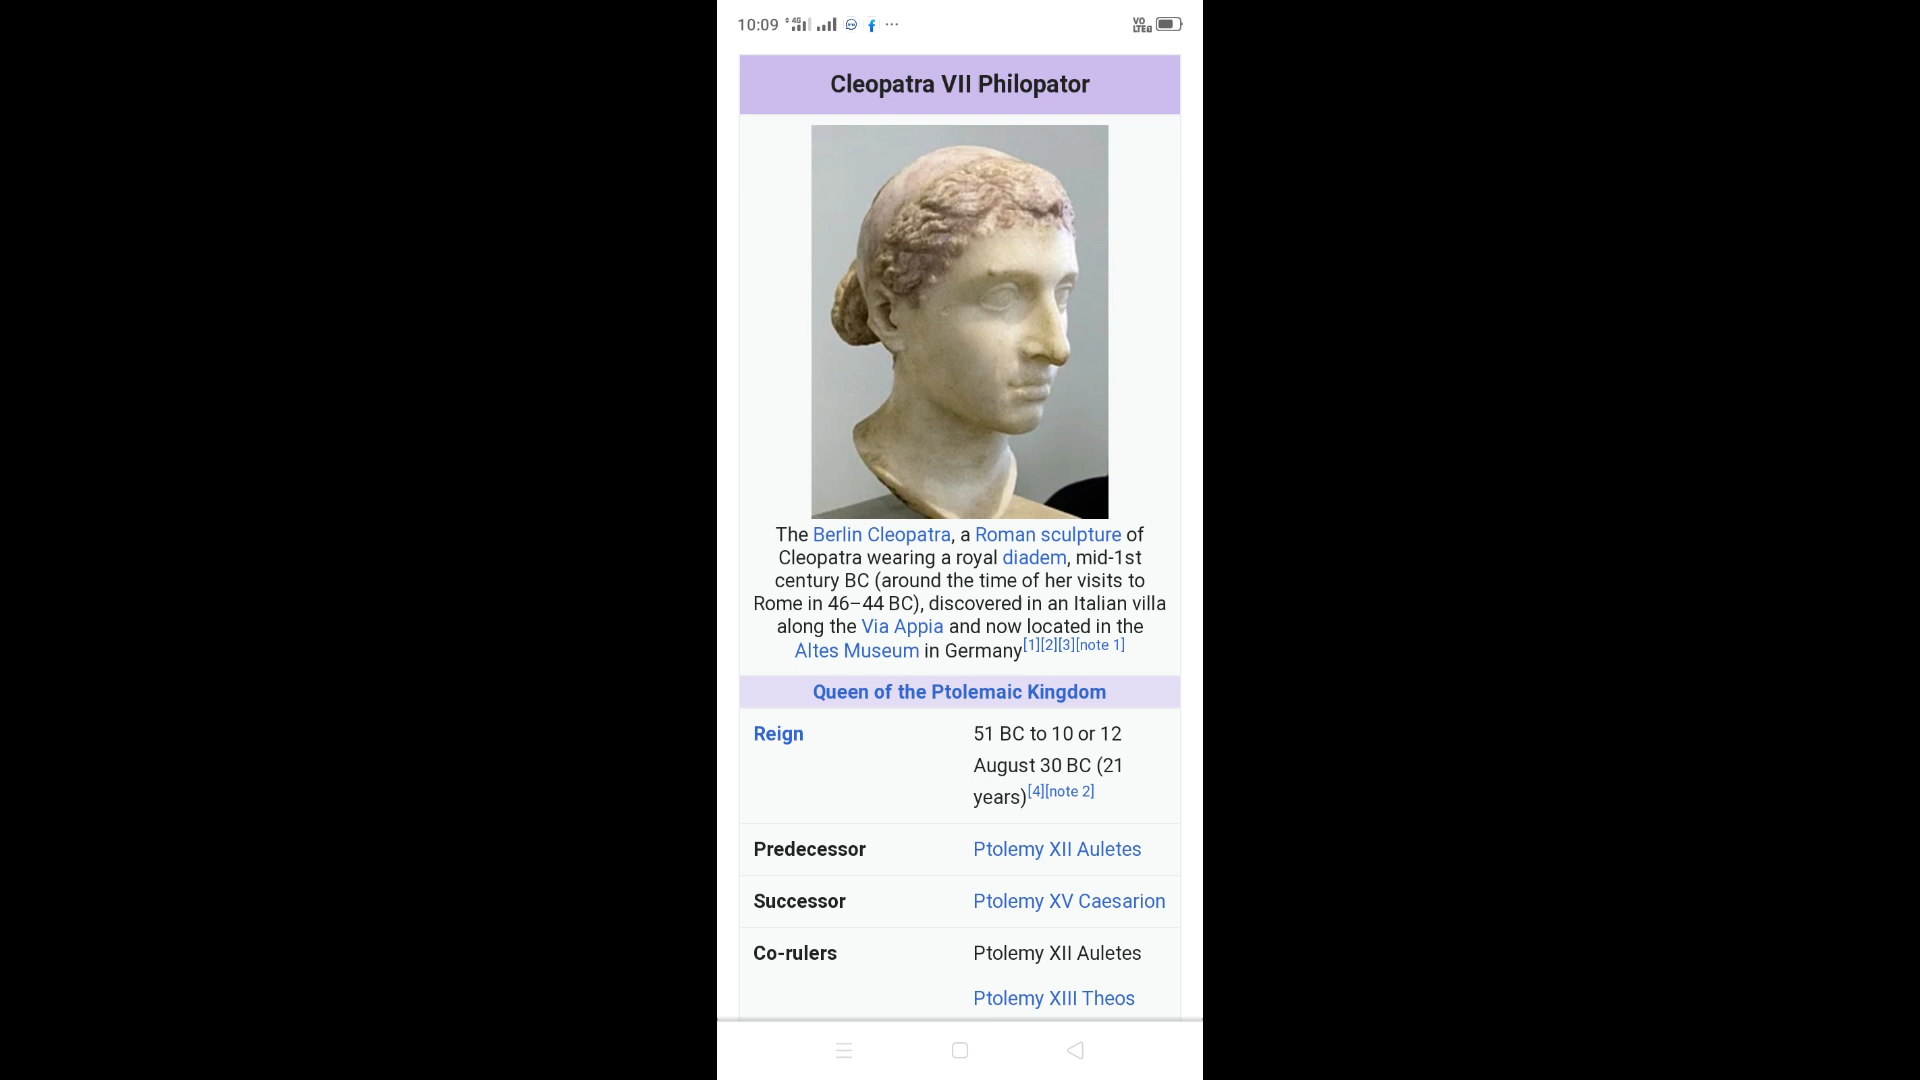 10:09
4G
VO
LTE
Cleopatra VII Philopator
The Berlin Cleopatra, a Roman sculpture of
Cleopatra wearing a royal diadem, mid-1st
century BC (around the time of her visits to
Rome in 46–44 BC), discovered in an Italian villa
along the Via Appia and now located in the
Altes Museum in Germany[1][2][3][note 1]
Queen of the Ptolemaic Kingdom
Reign 51 BC to 10 or 12
August 30 BC (21
years)[4][note 2]
Predecessor Ptolemy XII Auletes
Successor Ptolemy XV Caesarion
Co-rulers Ptolemy XII Auletes
Ptolemy XIII Theos